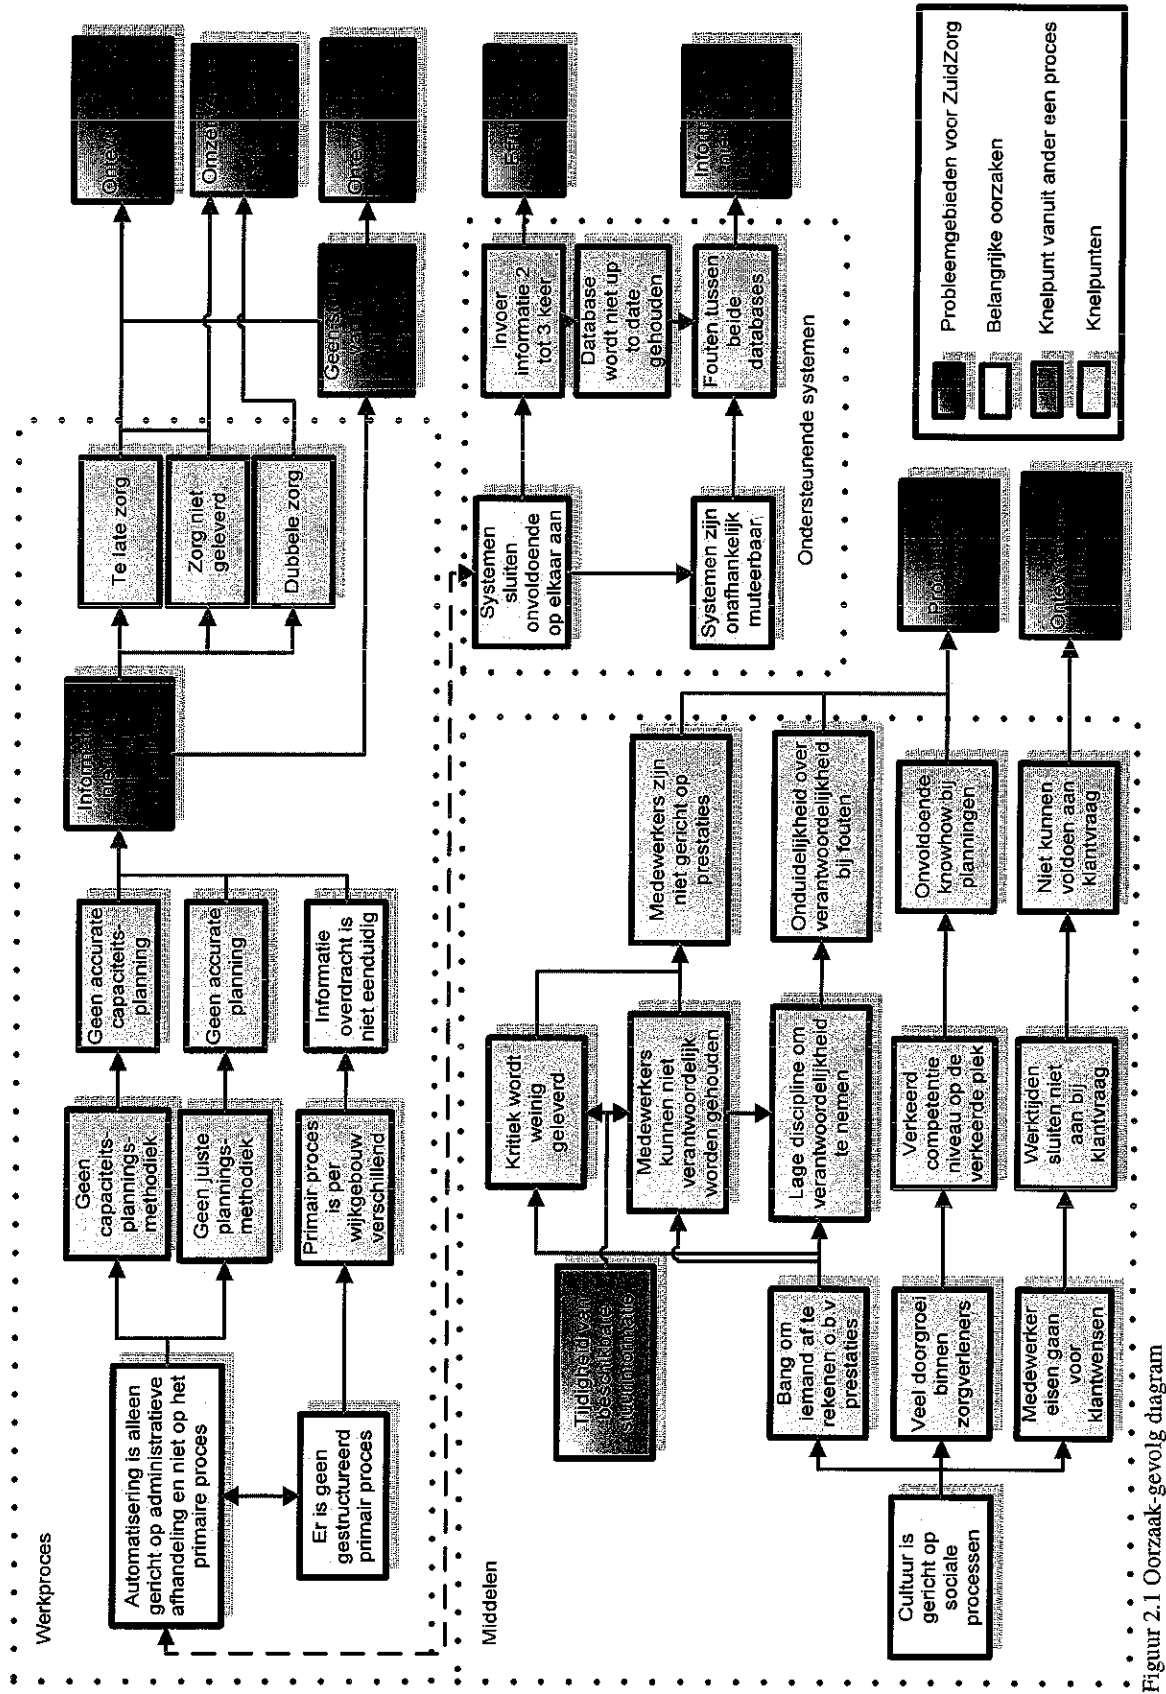 Werkproces
Automatisering is alleen
gericht op administratieve
afhandeling en niet op het
primaire proces
Er is geen
gestructureerd
primair proces
Geen
capaciteits-
plannings-
methodiek
Geen juiste
plannings-
methodiek
Primair proces
is per
wijkgebouw
verschillend
Geen accurate
capaciteits-
planning
Geen accurate
planning
Informatie
overdracht is
niet eenduidig
Te late zorg
Zorg niet
geleverd
Dubbele zorg
Middelen
Cultuur is
gericht op
sociale
processen
Tijdigheid van
beschikbare
stuurinformatie
Bang om
iemand af te
rekenen o.b.v.
prestaties
Veel doorgroei
binnen
zorgverleners
Medewerker
eisen gaan
voor
klantwensen
Kritiek wordt
weinig
geleverd
Medewerkers
kunnen niet
verantwoordelijk
worden genouden
Lage discipline om
verantwoordelijkheid
te nemen
Verkeerd
competentie
niveau op de
verkeerde plek
Werktijden
sluiten niet
aan bij
klantvraag
Medewerkers zijn
niet gericht op
prestaties
Onduidelijkheid over
verantwoordelijkheid
bij fouten
Onvoldoende
knowhow bij
planningen
Niet kunnen
voldoen aan
klantvraag
Systemen
sluiten
onvoldoende
op elkaar aan
Systemen zijn
onafhankelijk
muteerbaar
Invoer
informatie 2
tot 3 keer
Database
wordt niet up
to date
gehouden
Fouten tussen
beide
databases
Ondersteunende systemen
Probleemgebieden voor ZuidZorg
Belangrijke oorzaken
Knelpunt vanuit ander een proces
Knelpunten
Figuur 2.1 Oorzaak-gevolg diagram